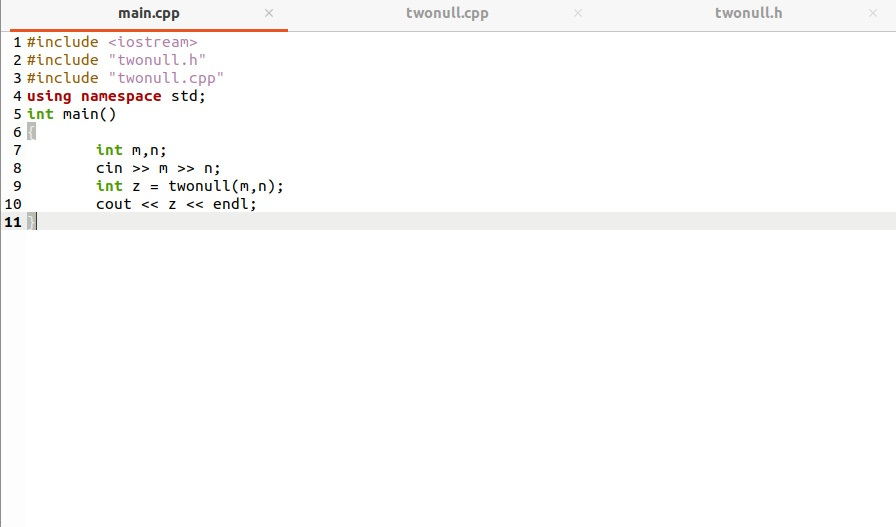 main.cpp × twonull.cpp × twonull.h ×
1 #include <iostream>
2 #include "twonull.h"
3 #include "twonull.cpp"
4 using namespace std;
5 int main()
6 {
7 int m,n;
8 cin >> m >> n;
9 int z = twonull(m,n);
10 cout << z << endl;
11 }